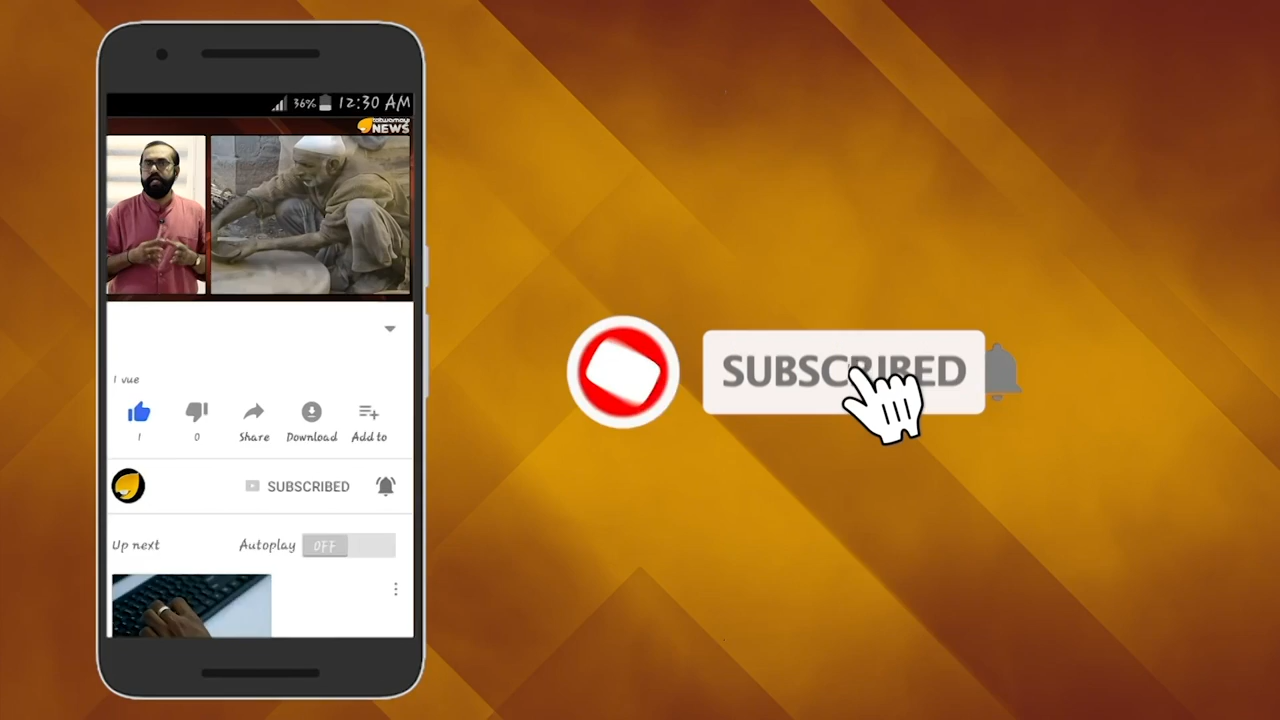 36% 12:30 AM
tatwamayi
NEWS
1 vue
1
0
Share
Download
Add to
SUBSCRIBED
Up next
Autoplay
OFF
SUBSCRIBED